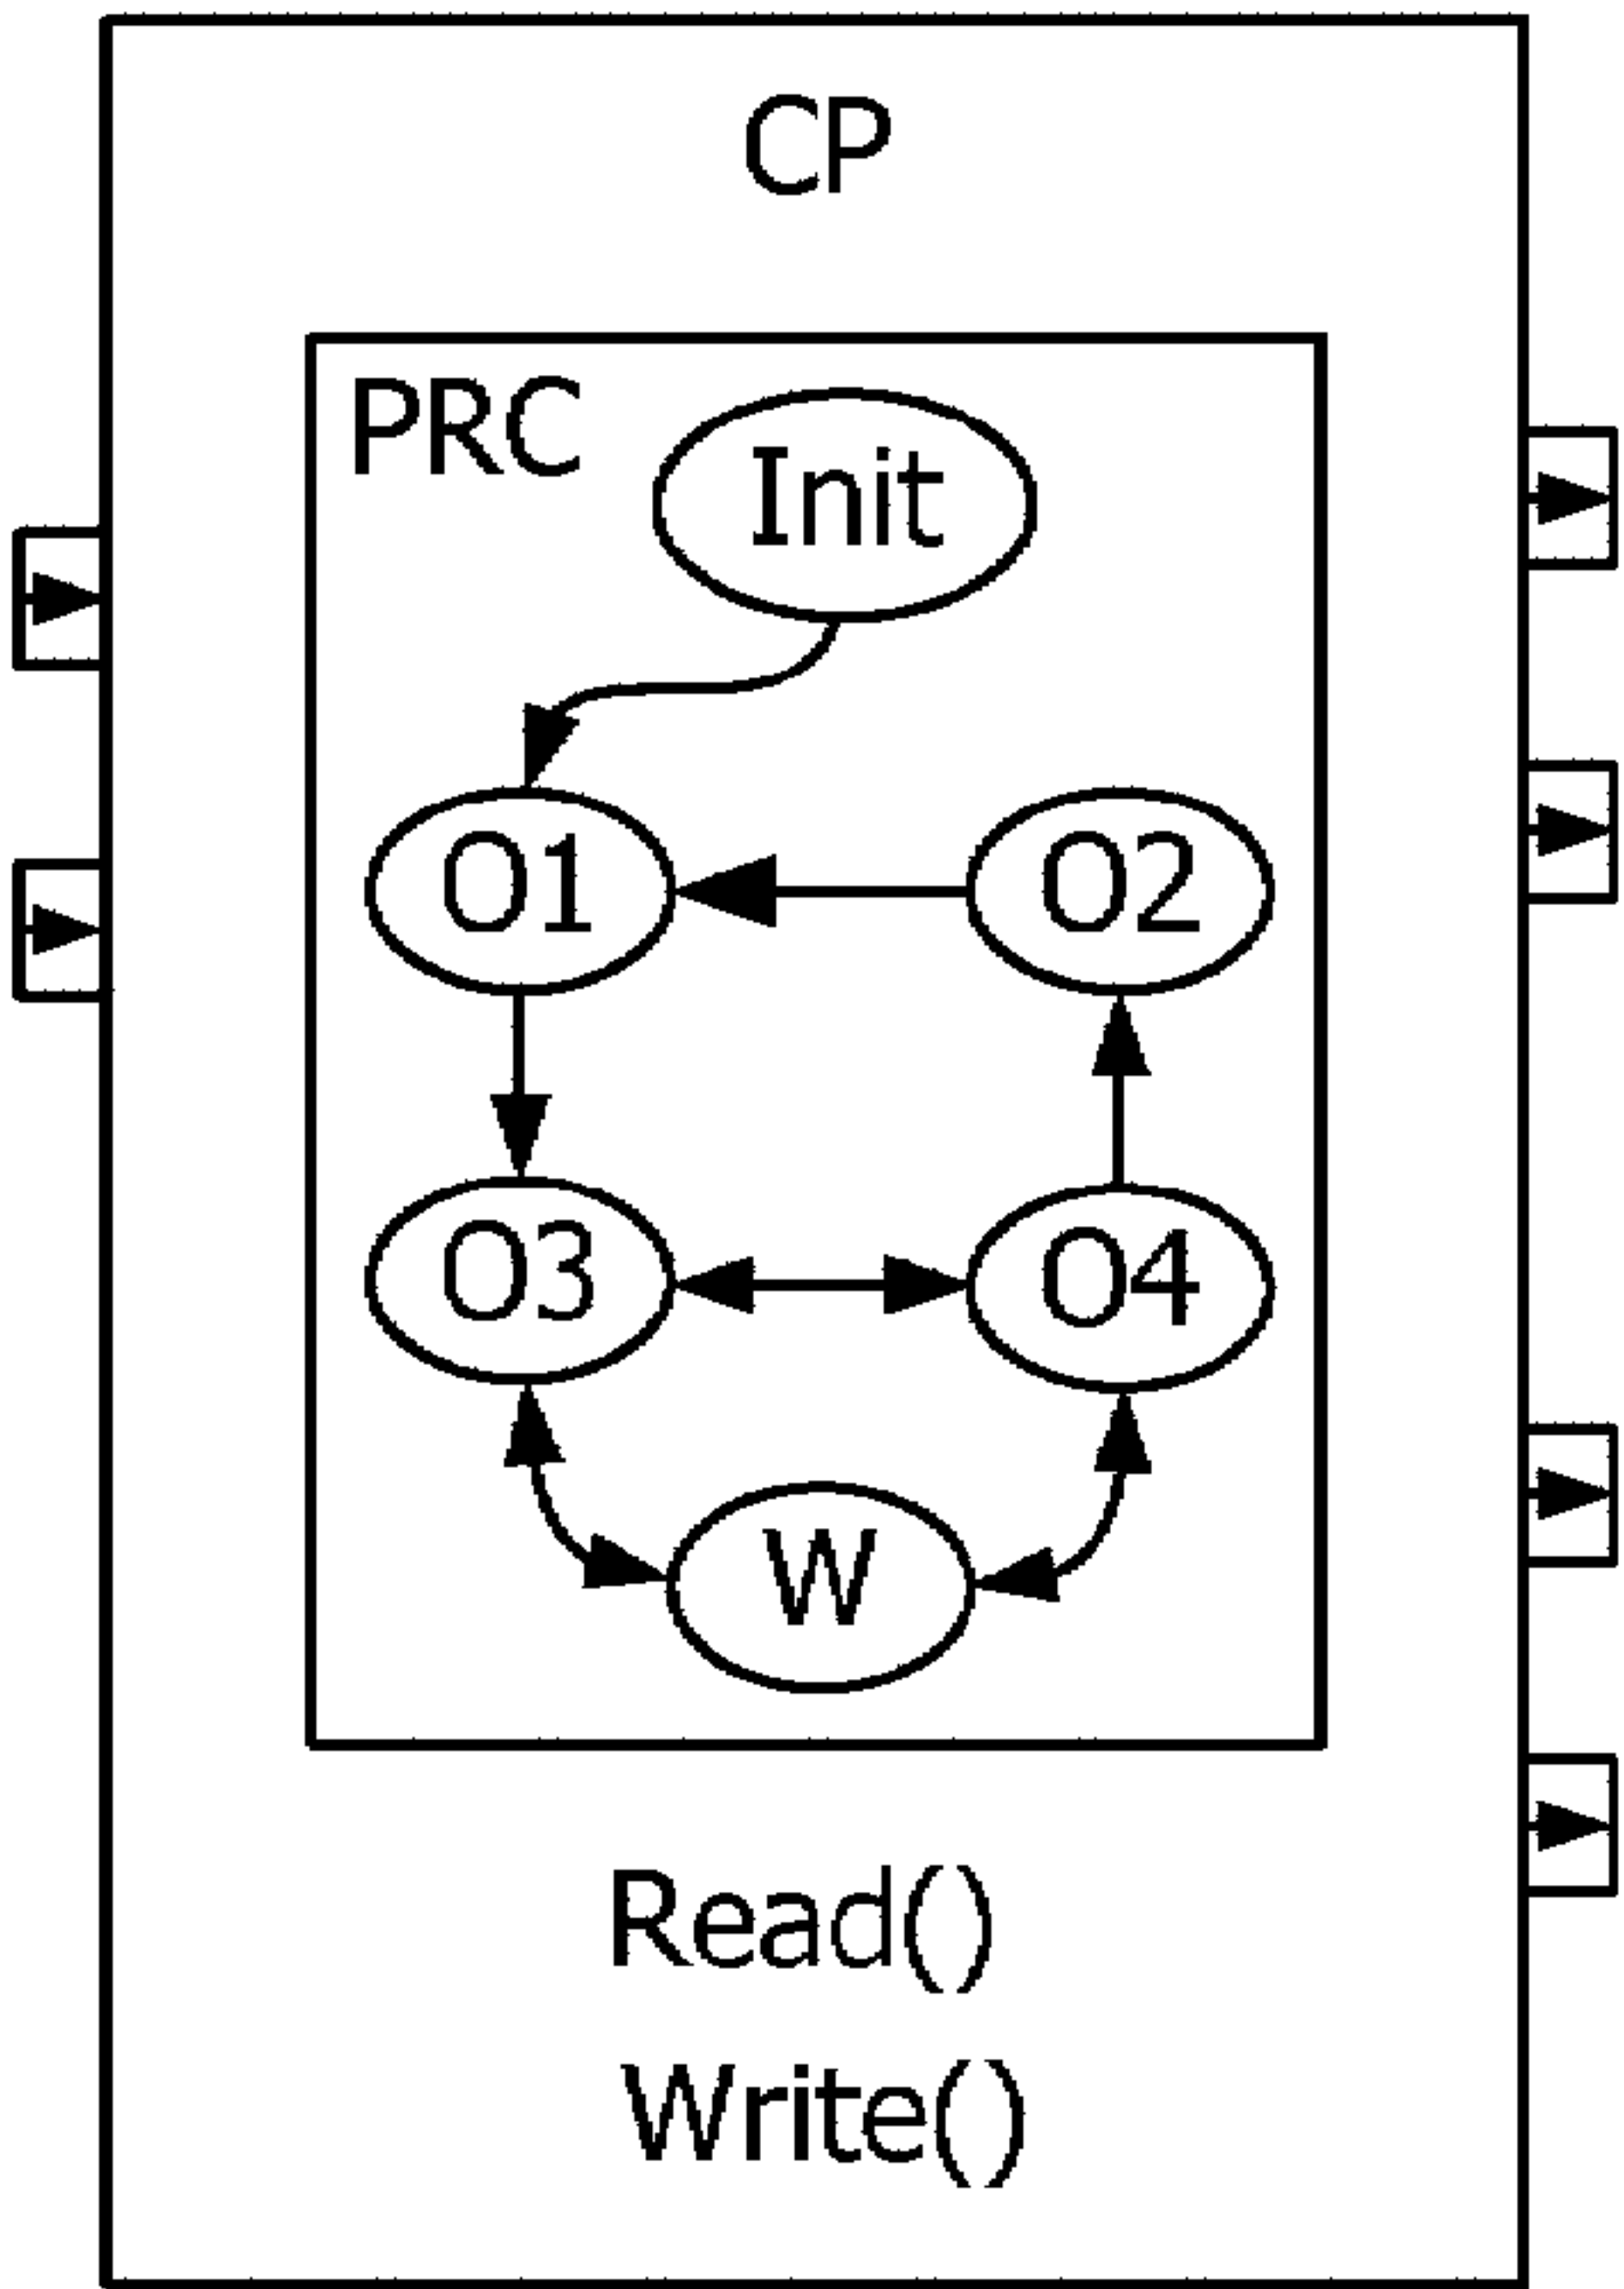 CP
PRC
Init
O1
O2
O3
O4
W
Read()
Write()